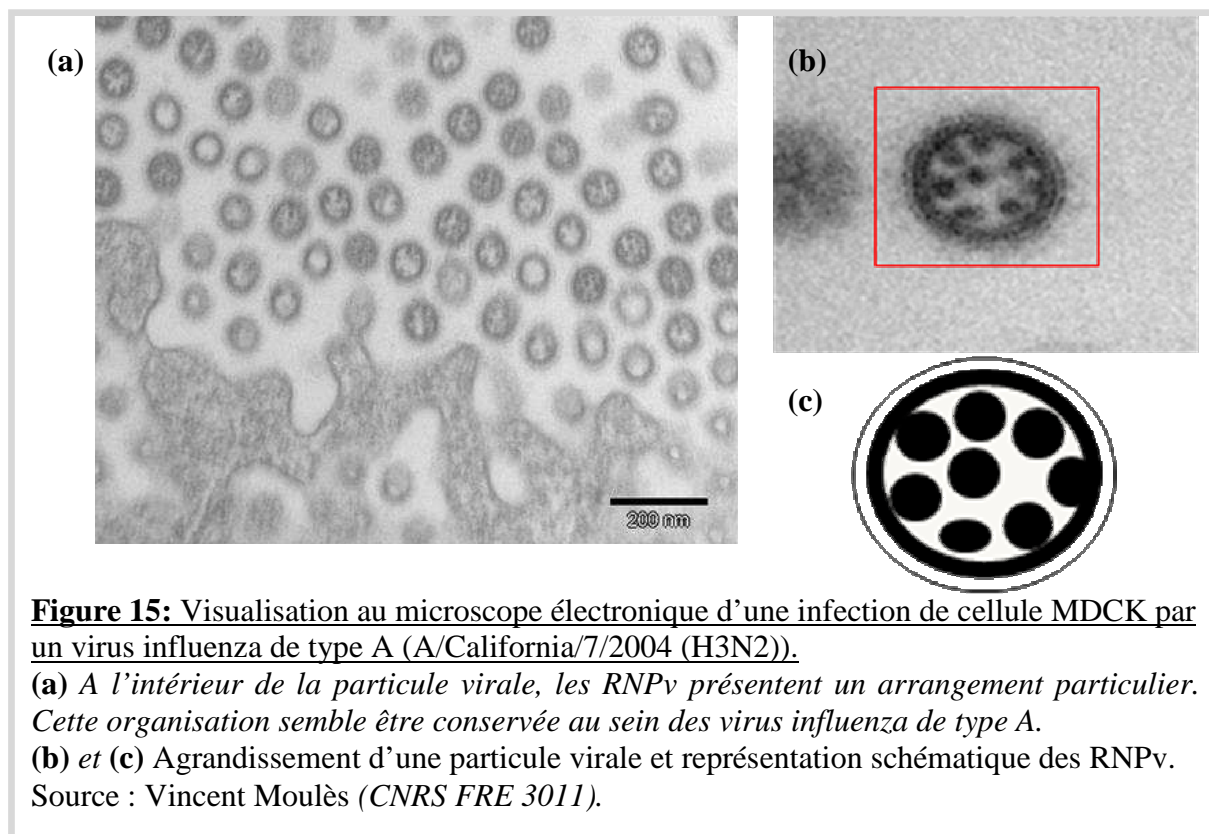 (a)
(b)
200 nm
(c)
Figure 15: Visualisation au microscope électronique d’une infection de cellule MDCK par
un virus influenza de type A (A/California/7/2004 (H3N2)).
(a) A l’intérieur de la particule virale, les RNPv présentent un arrangement particulier.
Cette organisation semble être conservée au sein des virus influenza de type A.
(b) et (c) Agrandissement d’une particule virale et représentation schématique des RNPv.
Source : Vincent Moulès (CNRS FRE 3011).